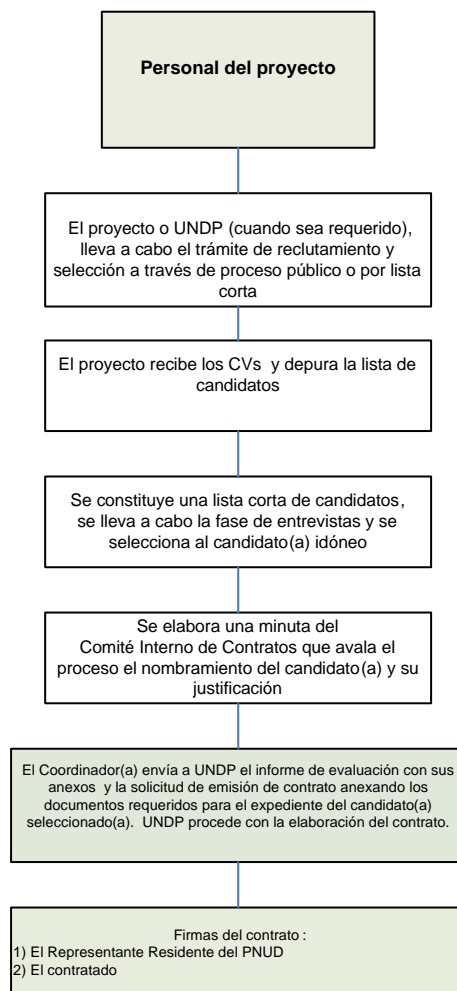 Personal del proyecto
El proyecto o UNDP (cuando sea requerido),
lleva a cabo el trámite de reclutamiento y
selección a través de proceso público o por lista
corta
El proyecto recibe los CVs y depura la lista de
candidatos
Se constituye una lista corta de candidatos,
se lleva a cabo la fase de entrevistas y se
selecciona al candidato(a) idóneo
Se elabora una minuta del
Comité Interno de Contratos que avala el
proceso el nombramiento del candidato(a) y su
justificación
El Coordinador(a) envía a UNDP el informe de evaluación con sus
anexos y la solicitud de emisión de contrato anexando los
documentos requeridos para el expediente del candidato(a)
seleccionado(a). UNDP procede con la elaboración del contrato.
Firmas del contrato :
1) El Representante Residente del PNUD
2) El contratado